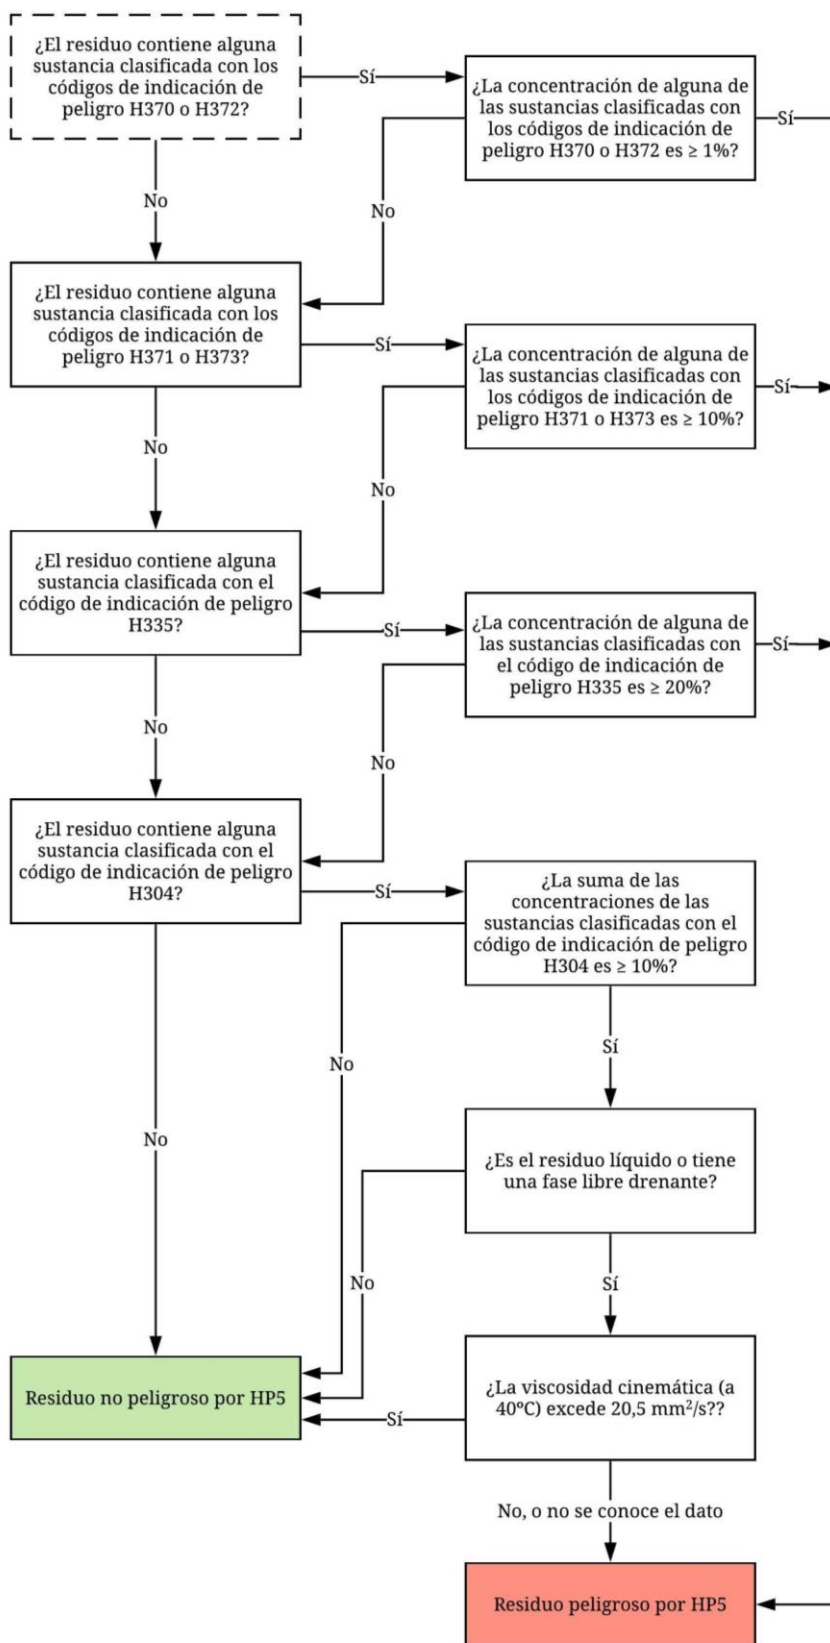 ¿El residuo contiene alguna
sustancia clasificada con los
códigos de indicación de
peligro H370 o H372?
Sí
¿La concentración de alguna de
las sustancias clasificadas con
los códigos de indicación de
peligro H370 o H372 es ≥ 1%?
Sí
No
No
¿El residuo contiene alguna
sustancia clasificada con los
códigos de indicación de
peligro H371 o H373?
Sí
¿La concentración de alguna de
las sustancias clasificadas con
los códigos de indicación de
peligro H371 o H373 es ≥ 10%?
Sí
No
No
¿El residuo contiene alguna
sustancia clasificada con el
código de indicación de peligro
H335?
Sí
¿La concentración de alguna de
las sustancias clasificadas con
el código de indicación de
peligro H335 es ≥ 20%?
Sí
No
No
¿El residuo contiene alguna
sustancia clasificada con el
código de indicación de peligro
H304?
Sí
¿La suma de las
concentraciones de las
sustancias clasificadas con el
código de indicación de peligro
H304 es ≥ 10%?
Sí
No
No
¿Es el residuo líquido o tiene
una fase libre drenante?
Sí
No
Residuo no peligroso por HP5
¿La viscosidad cinemática (a
40ºC) excede 20,5 mm²/s??
Sí
No, o no se conoce el dato
Residuo peligroso por HP5